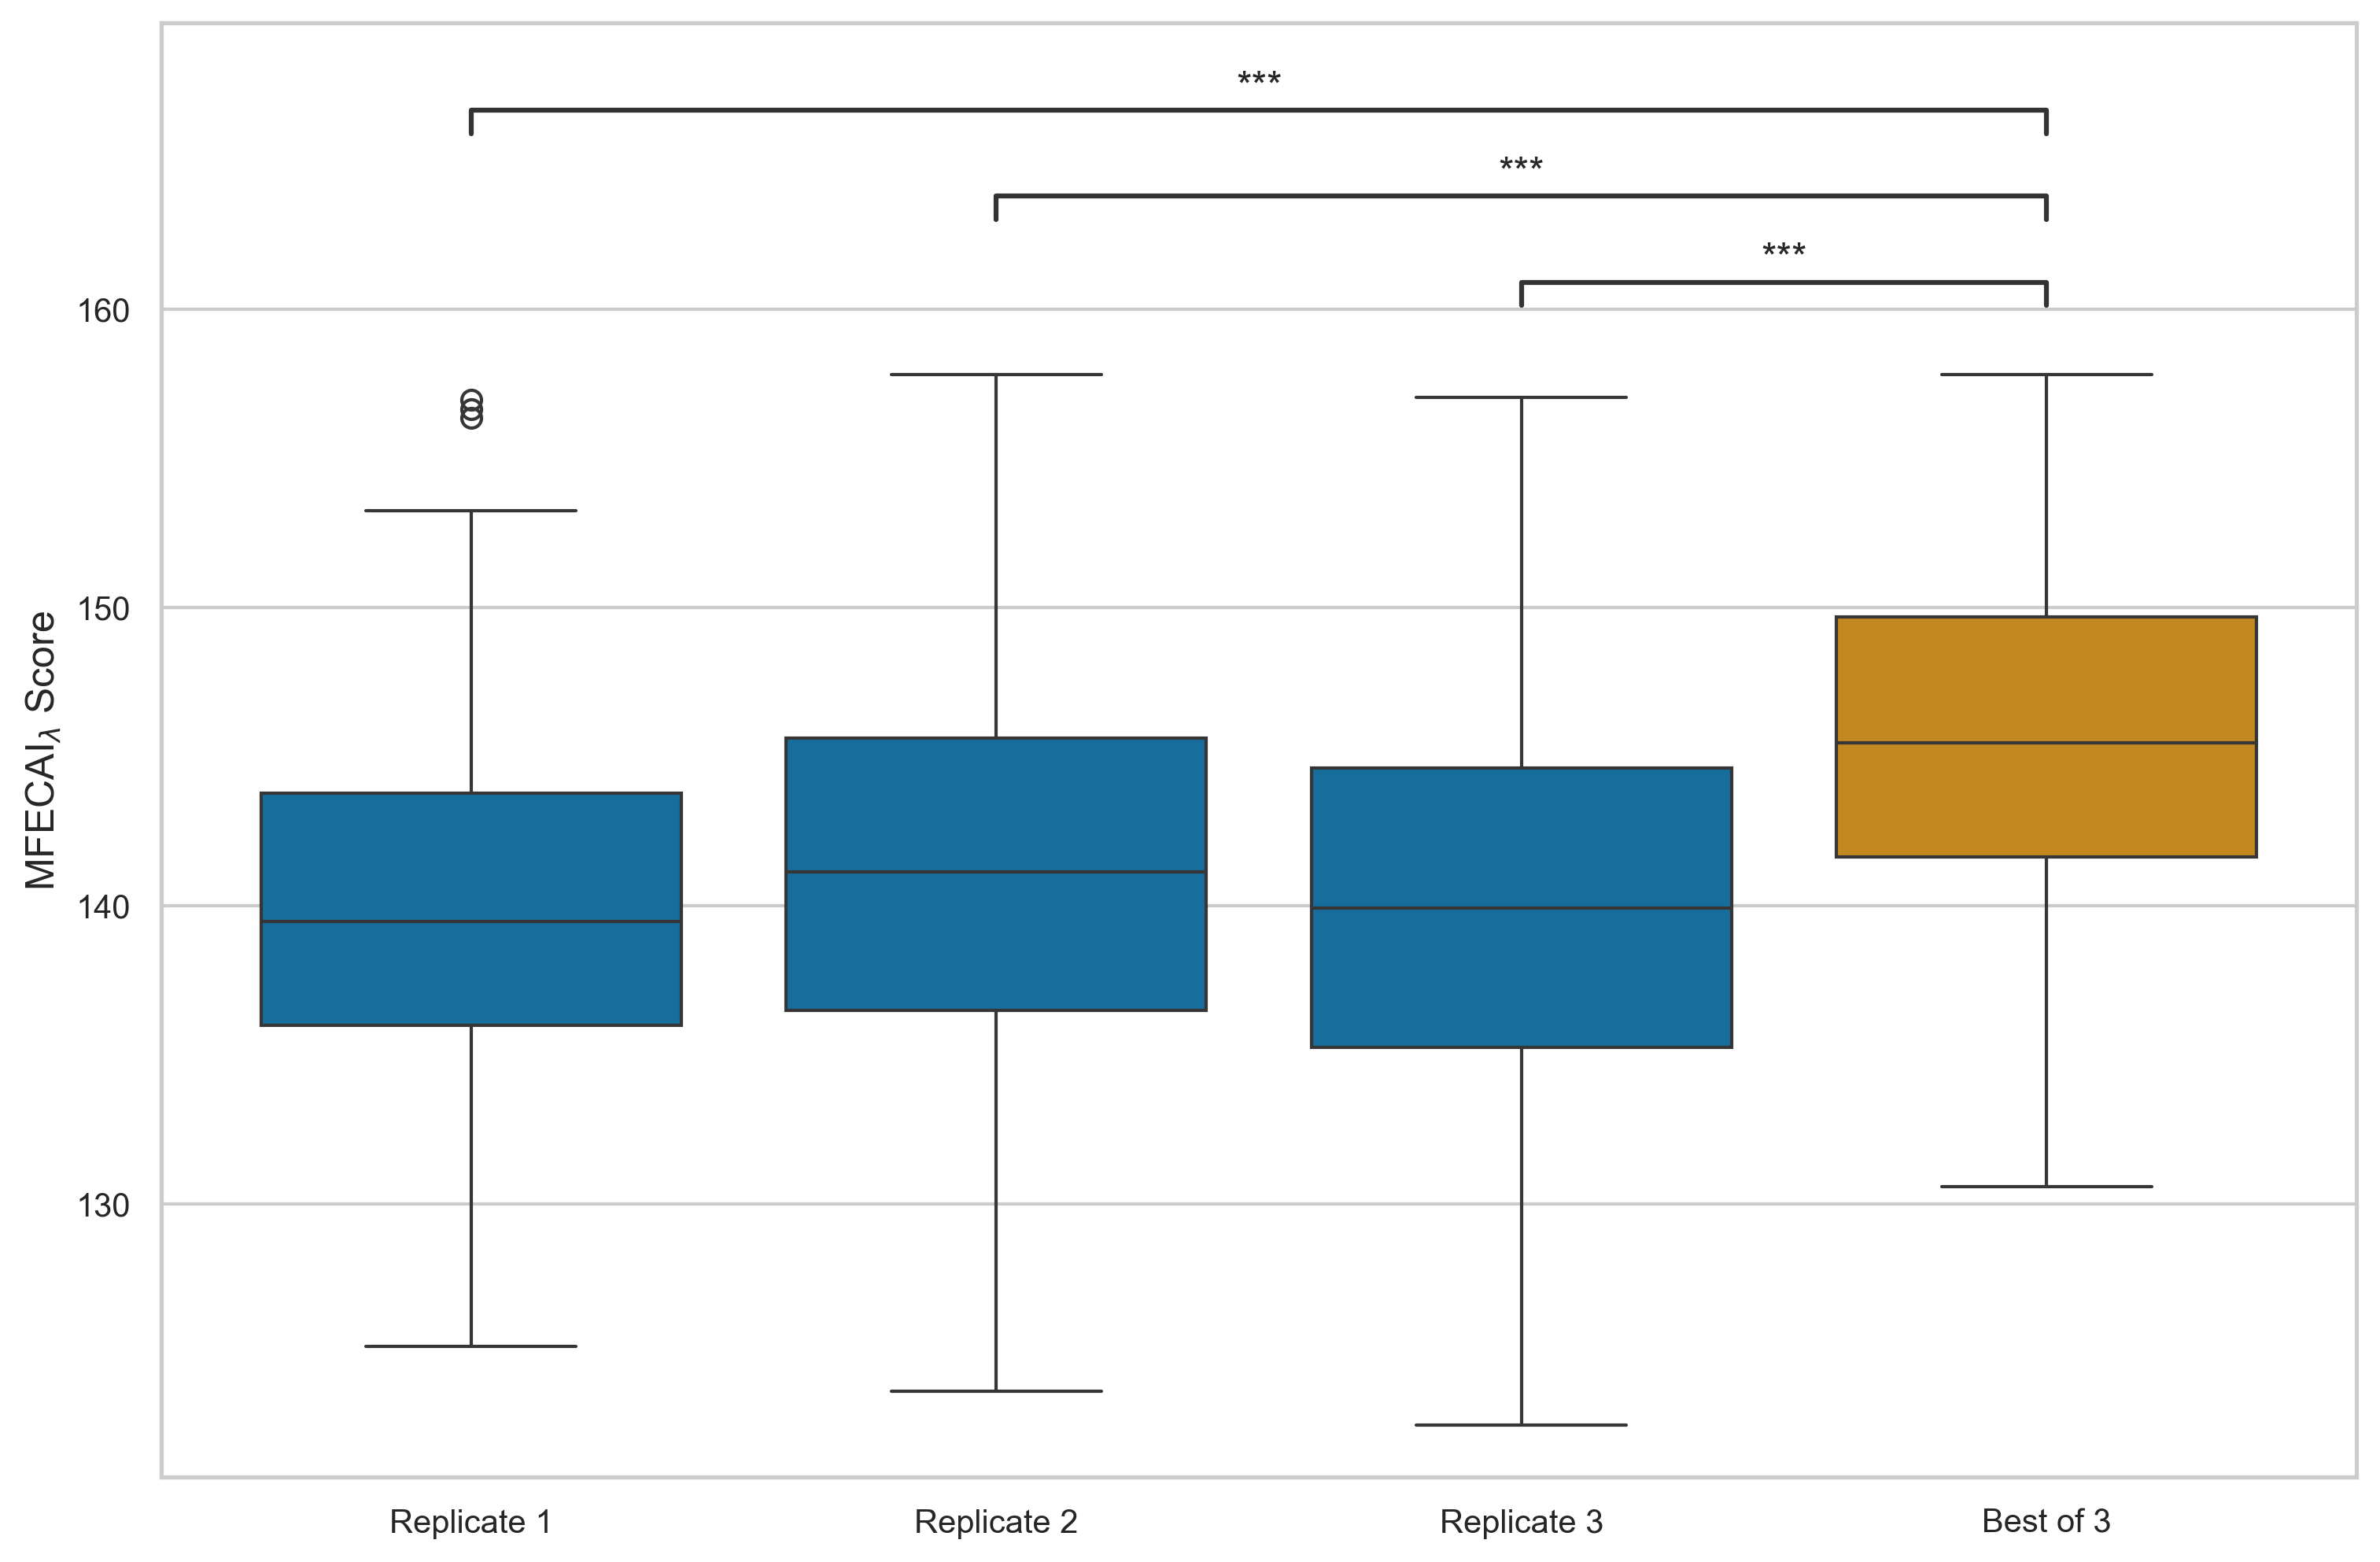 ***
***
***
160
150
140
130
MFECAIλ Score
Replicate 1
Replicate 2
Replicate 3
Best of 3